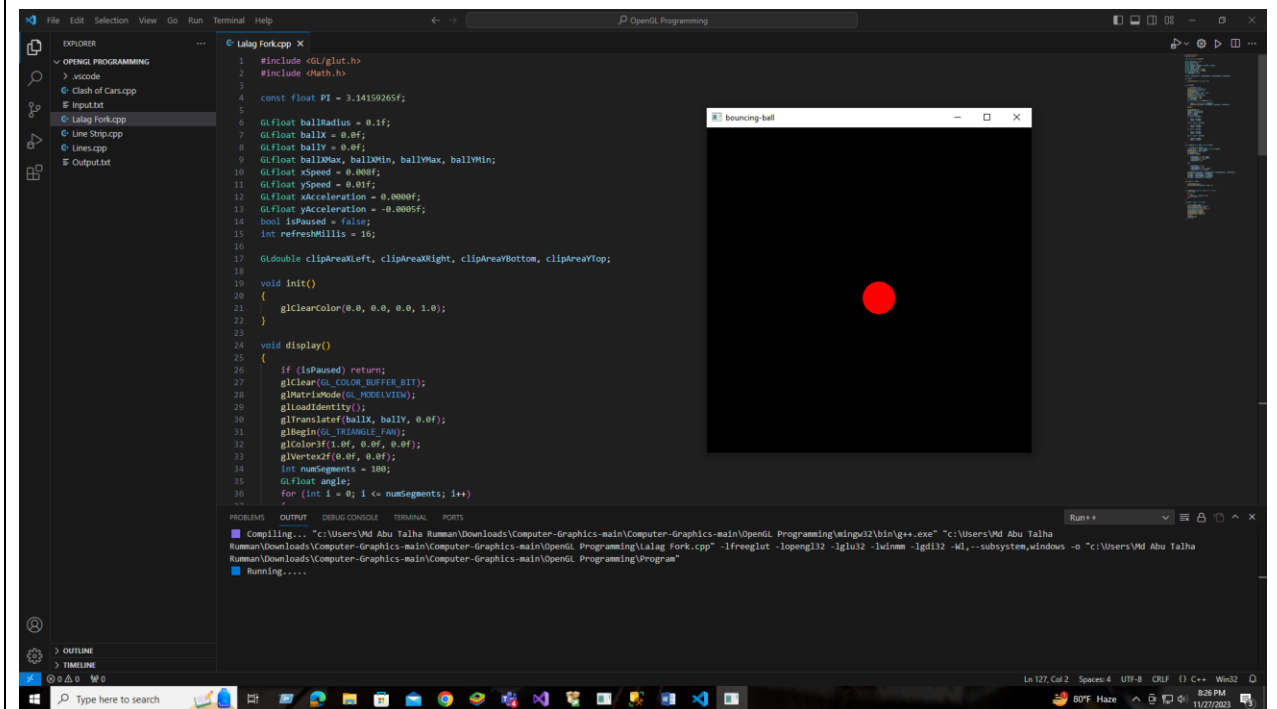 File Edit Selection View Go Run Terminal Help
OpenGL Programming
EXPLORER
Lalag Fork.cpp
OPENGL PROGRAMMING
.vscode
Clash of Cars.cpp
Input.txt
Lalag Fork.cpp
Line Strip.cpp
Lines.cpp
Output.txt
1 #include <GL/glut.h>
2 #include <Math.h>
3
4 const float PI = 3.14159265f;
5
6 GLfloat ballRadius = 0.1f;
7 GLfloat ballX = 0.0f;
8 GLfloat ballY = 0.0f;
9 GLfloat ballXMax, ballXMin, ballYMax, ballYMin;
10 GLfloat xSpeed = 0.008f;
11 GLfloat ySpeed = 0.01f;
12 GLfloat xAcceleration = 0.0000f;
13 GLfloat yAcceleration = -0.0005f;
14 bool isPaused = false;
15 int refreshMillis = 16;
16
17 GLdouble clipAreaXLeft, clipAreaXRight, clipAreaYBottom, clipAreaYTop;
18
19 void init()
20 {
21 glClearColor(0.0, 0.0, 0.0, 1.0);
22 }
23
24 void display()
25 {
26 if (isPaused) return;
27 glClear(GL_COLOR_BUFFER_BIT);
28 glMatrixMode(GL_MODELVIEW);
29 glLoadIdentity();
30 glTranslatef(ballX, ballY, 0.0f);
31 glBegin(GL_TRIANGLE_FAN);
32 glColor3f(1.0f, 0.0f, 0.0f);
33 glVertex2f(0.0f, 0.0f);
34 int numSegments = 100;
35 GLfloat angle;
36 for (int i = 0; i <= numSegments; i++)
bouncing-ball
PROBLEMS OUTPUT DEBUG CONSOLE TERMINAL PORTS
Run++
Compiling... "c:\Users\Md Abu Talha Rumman\Downloads\Computer-Graphics-main\Computer-Graphics-main\OpenGL Programming\mingw32\bin\g++.exe" "c:\Users\Md Abu Talha
Rumman\Downloads\Computer-Graphics-main\Computer-Graphics-main\OpenGL Programming\Lalag Fork.cpp" -lfreeglut -lopengl32 -lglu32 -lwinmm -lgdi32 -Wl,--subsystem,windows -o "c:\Users\Md Abu Talha
Rumman\Downloads\Computer-Graphics-main\Computer-Graphics-main\OpenGL Programming\Program"
Running.....
OUTLINE
TIMELINE
0 0 0
Ln 127, Col 2 Spaces: 4 UTF-8 CRLF {} C++ Win32
Type here to search
80°F Haze
8:26 PM
11/27/2023